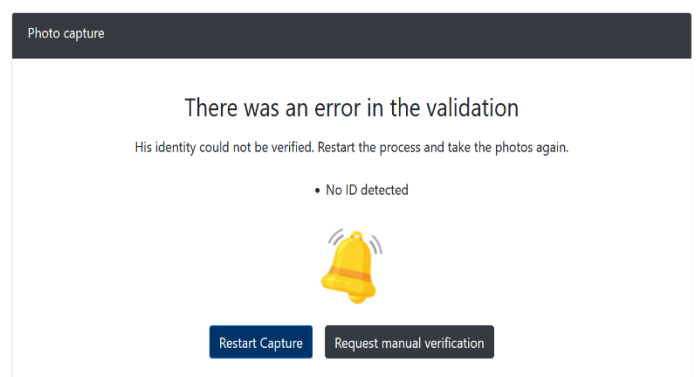 Photo capture
There was an error in the validation
His identity could not be verified. Restart the process and take the photos again.
• No ID detected
Restart Capture
Request manual verification